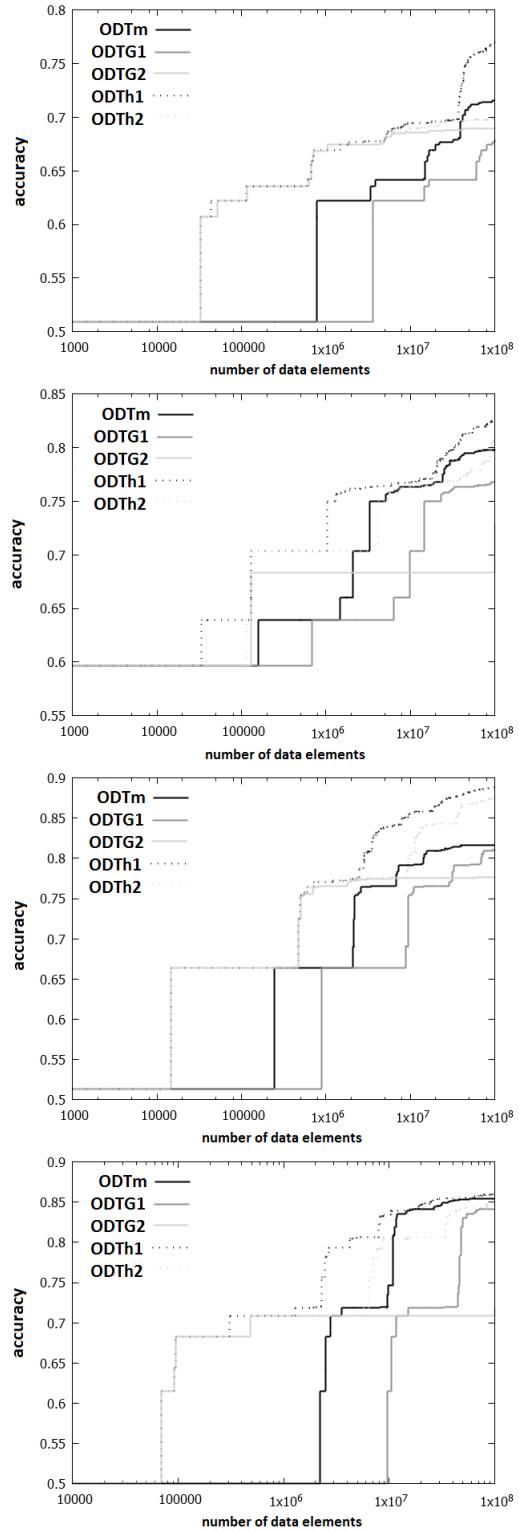 0.8
ODTm
ODTG1
0.75
ODTG2
ODTh1
0.7
ODTh2
accuracy
0.65
0.6
0.55
0.5
1000 10000 100000 1x10⁶ 1x10⁷ 1x10⁸
number of data elements
0.85
ODTm
ODTG1
0.8
ODTG2
ODTh1
0.75
ODTh2
accuracy
0.7
0.65
0.6
0.55
1000 10000 100000 1x10⁶ 1x10⁷ 1x10⁸
number of data elements
0.9
ODTm
0.85
ODTG1
ODTG2
0.8
ODTh1
ODTh2
0.75
accuracy
0.7
0.65
0.6
0.55
0.5
1000 10000 100000 1x10⁶ 1x10⁷ 1x10⁸
number of data elements
0.9
ODTm
0.85
ODTG1
ODTG2
0.8
ODTh1
ODTh2
0.75
accuracy
0.7
0.65
0.6
0.55
0.5
10000 100000 1x10⁶ 1x10⁷ 1x10⁸
number of data elements